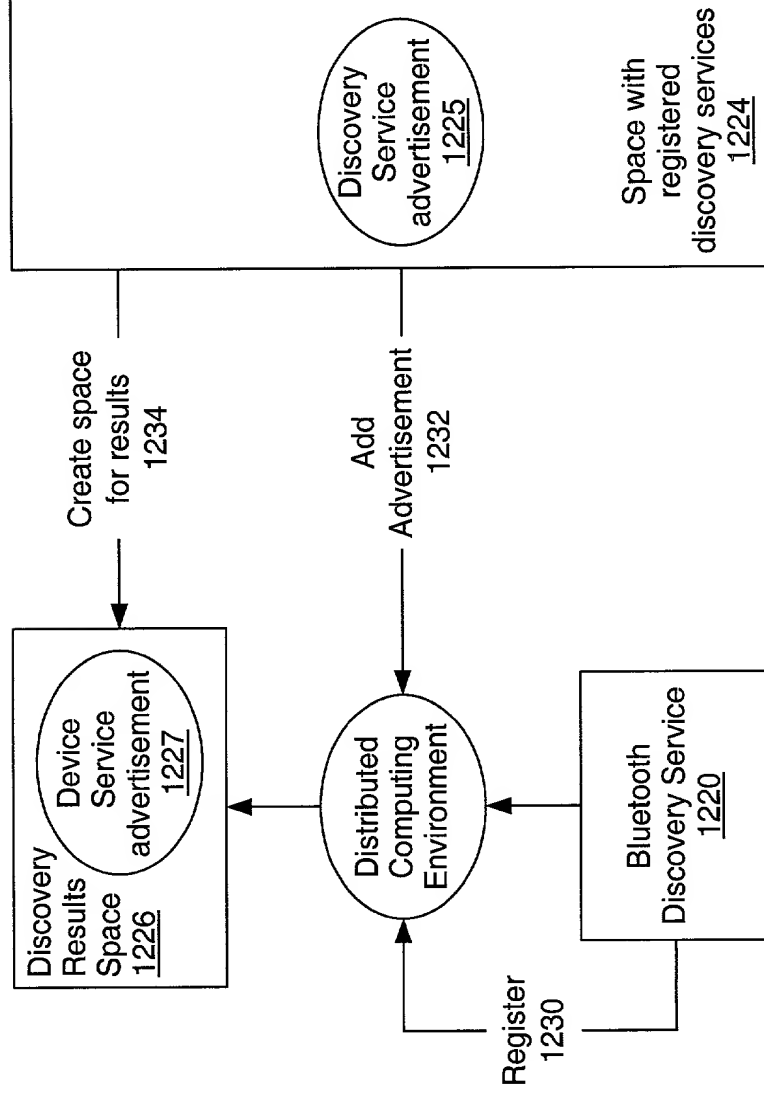 Discovery
Results
Space
1226
Device
Service
advertisement
1227
Create space
for results
1234
Discovery
Service
advertisement
1225
Distributed
Computing
Environment
Add
Advertisement
1232
Space with
registered
discovery services
1224
Register
1230
Bluetooth
Discovery Service
1220